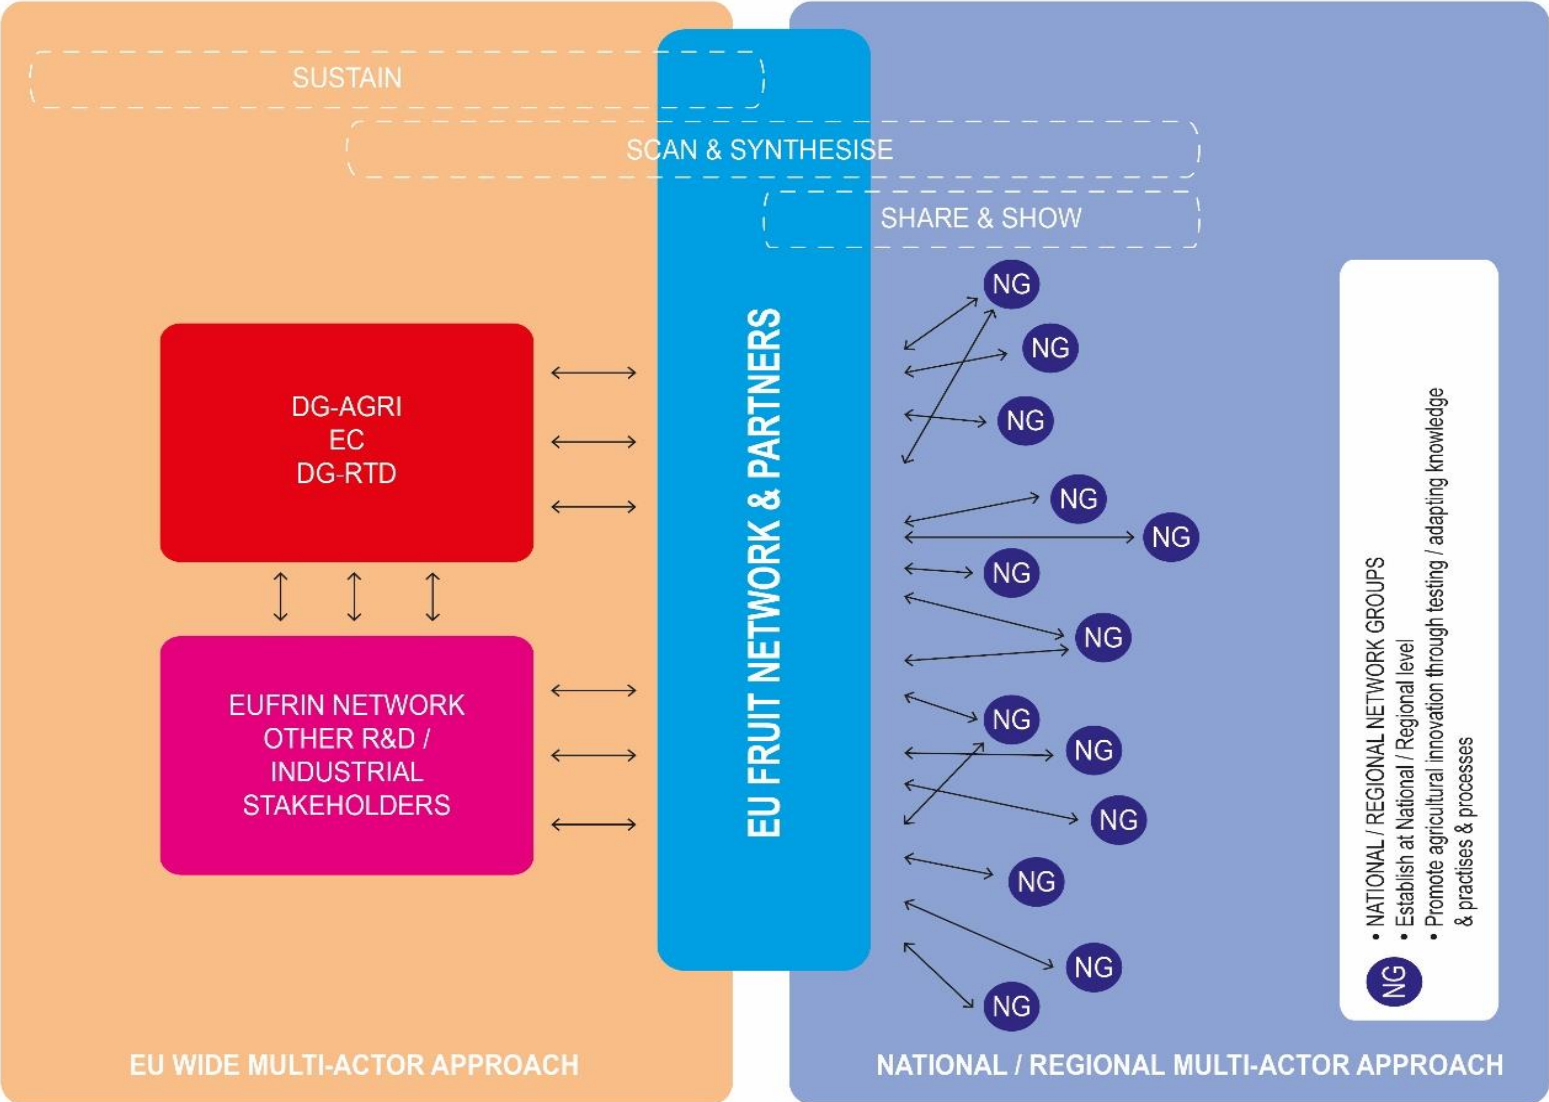 SUSTAIN
SCAN & SYNTHESISE
SHARE & SHOW
DG-AGRI
EC
DG-RTD
EUFRIN NETWORK
OTHER R&D /
INDUSTRIAL
STAKEHOLDERS
EU FRUIT NETWORK & PARTNERS
NG
NG
NG
NG
NG
NG
NG
NG
NG
NG
NG
NG
NG
NG
• NATIONAL / REGIONAL NETWORK GROUPS
• Establish at National / Regional level
• Promote agricultural innovation through testing / adapting knowledge
& practises & processes
EU WIDE MULTI-ACTOR APPROACH
NATIONAL / REGIONAL MULTI-ACTOR APPROACH